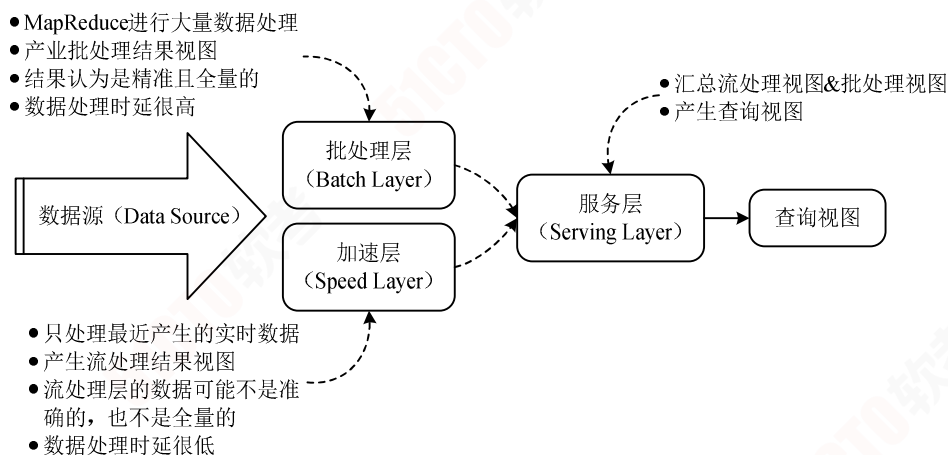 ● MapReduce进行大量数据处理
● 产业批处理结果视图
● 结果认为是精准且全量的
● 数据处理时延很高
● 汇总流处理视图&批处理视图
● 产生查询视图
批处理层
（Batch Layer）
数据源（Data Source）
服务层
（Serving Layer）
查询视图
加速层
（Speed Layer）
● 只处理最近产生的实时数据
● 产生流处理结果视图
● 流处理层的数据可能不是准
确的，也不是全量的
● 数据处理时延很低
51CTO软考